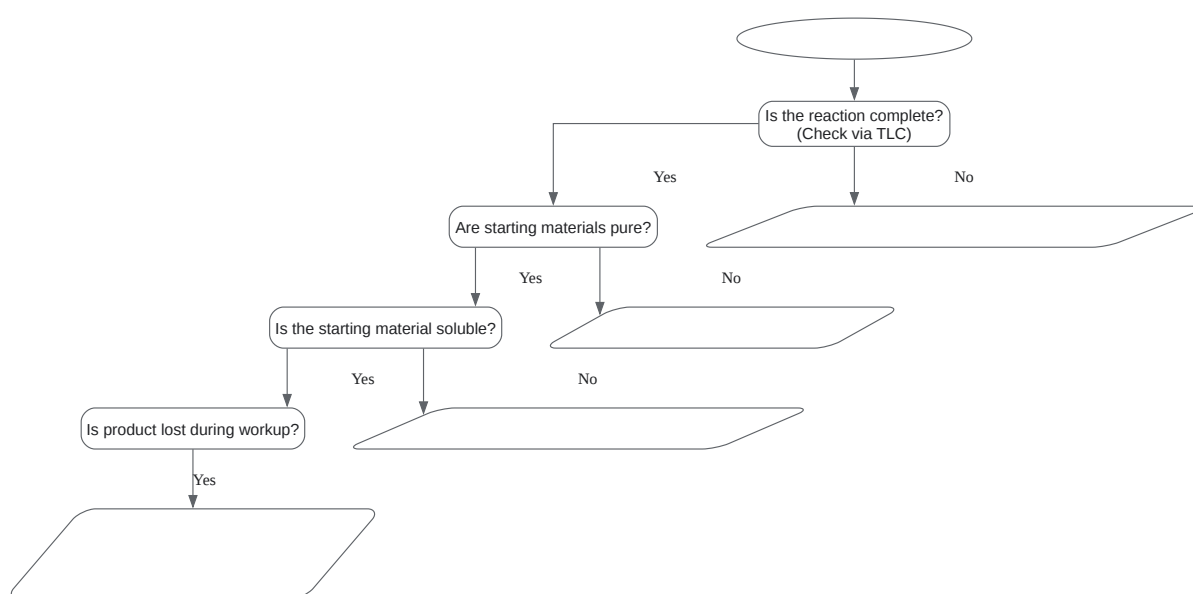 Is the reaction complete?
(Check via TLC)
Yes
No
Are starting materials pure?
Yes
No
Is the starting material soluble?
Yes
No
Is product lost during workup?
Yes